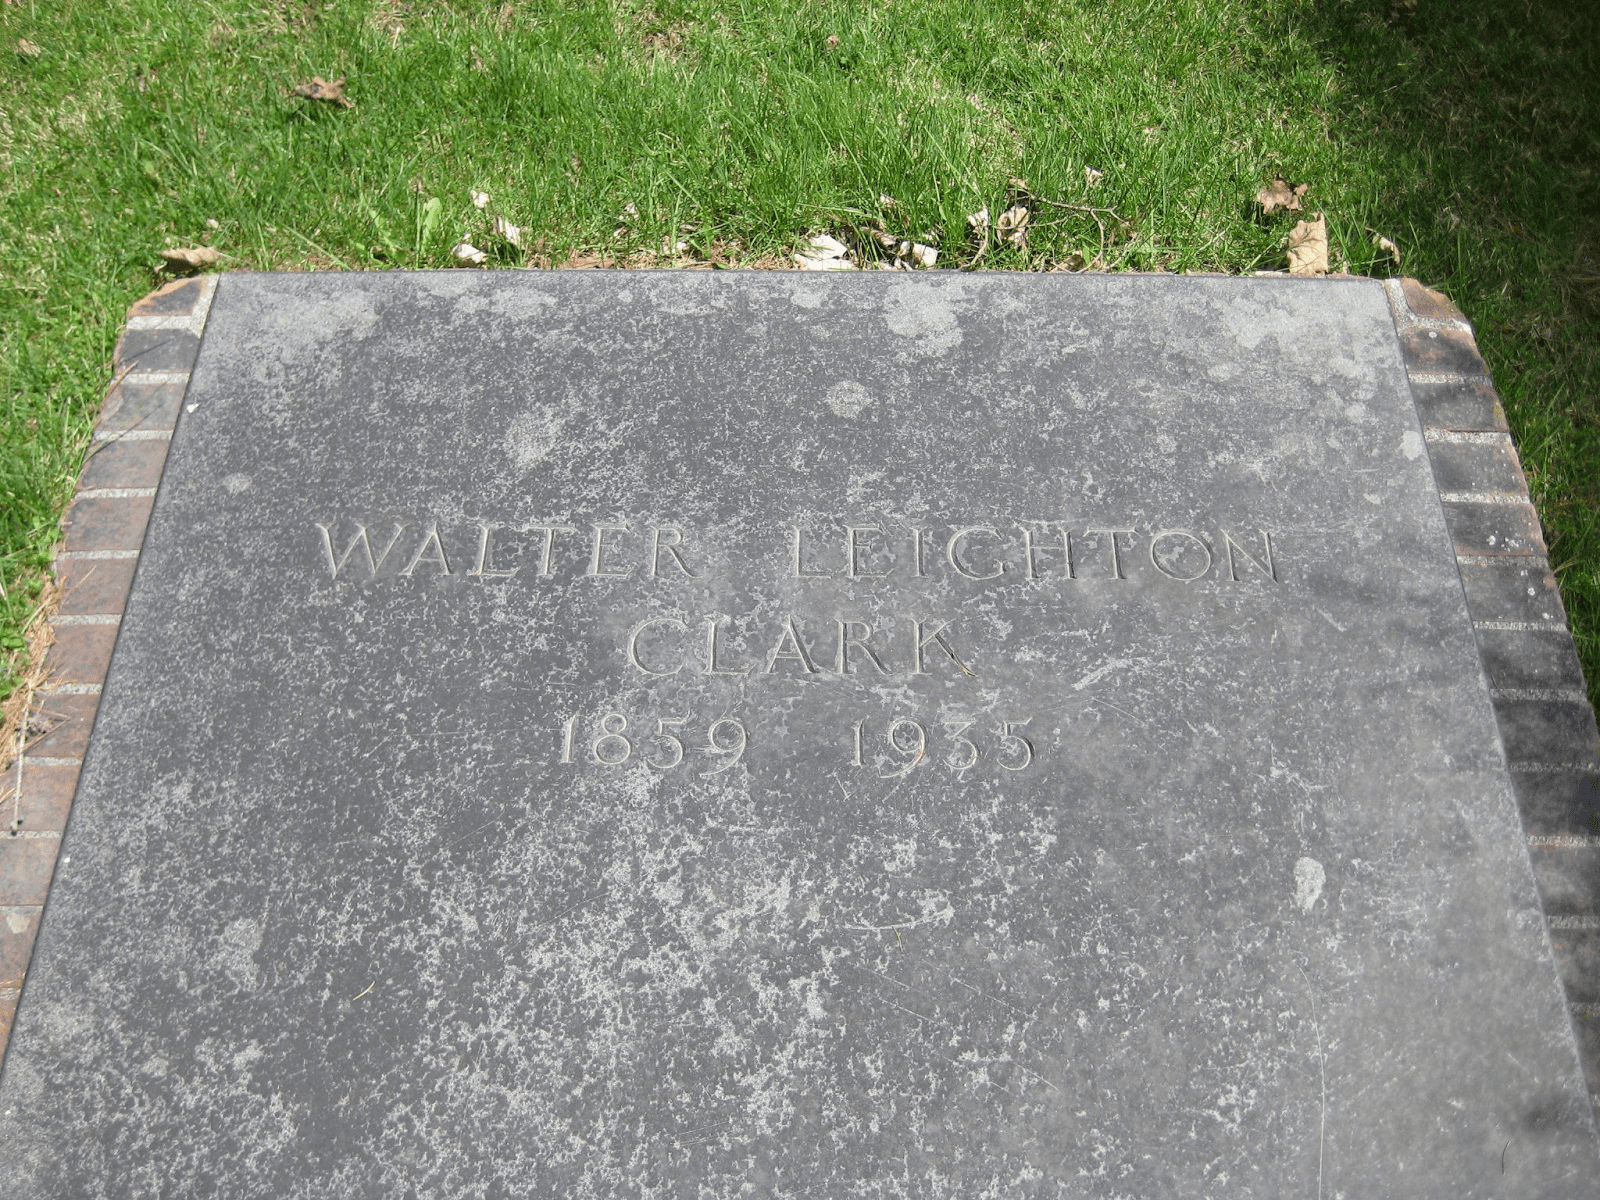 WALTER LEIGHTON
CLARK
1859 1935